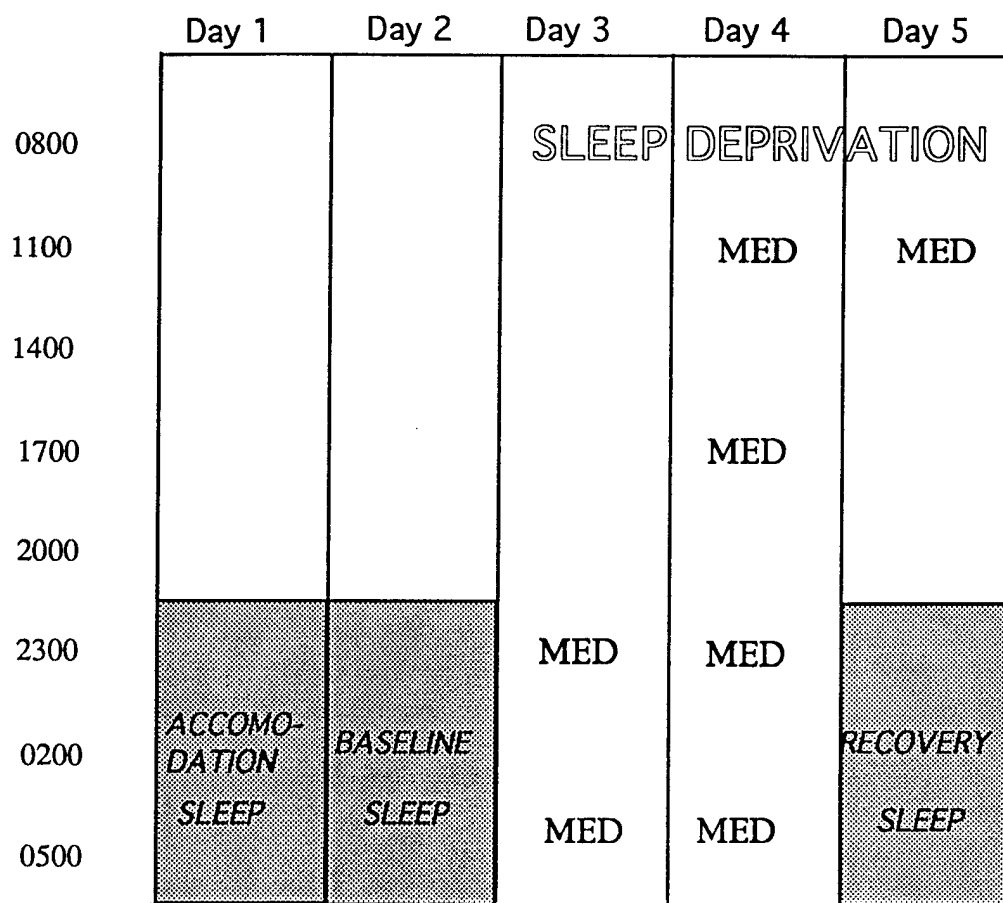 Day 1 Day 2 Day 3 Day 4 Day 5
0800 SLEEP DEPRIVATION
1100 MED MED
1400
1700 MED
2000
2300 MED MED
ACCOMO-
DATION
SLEEP
BASELINE
SLEEP
RECOVERY
SLEEP
0200
MED MED
0500